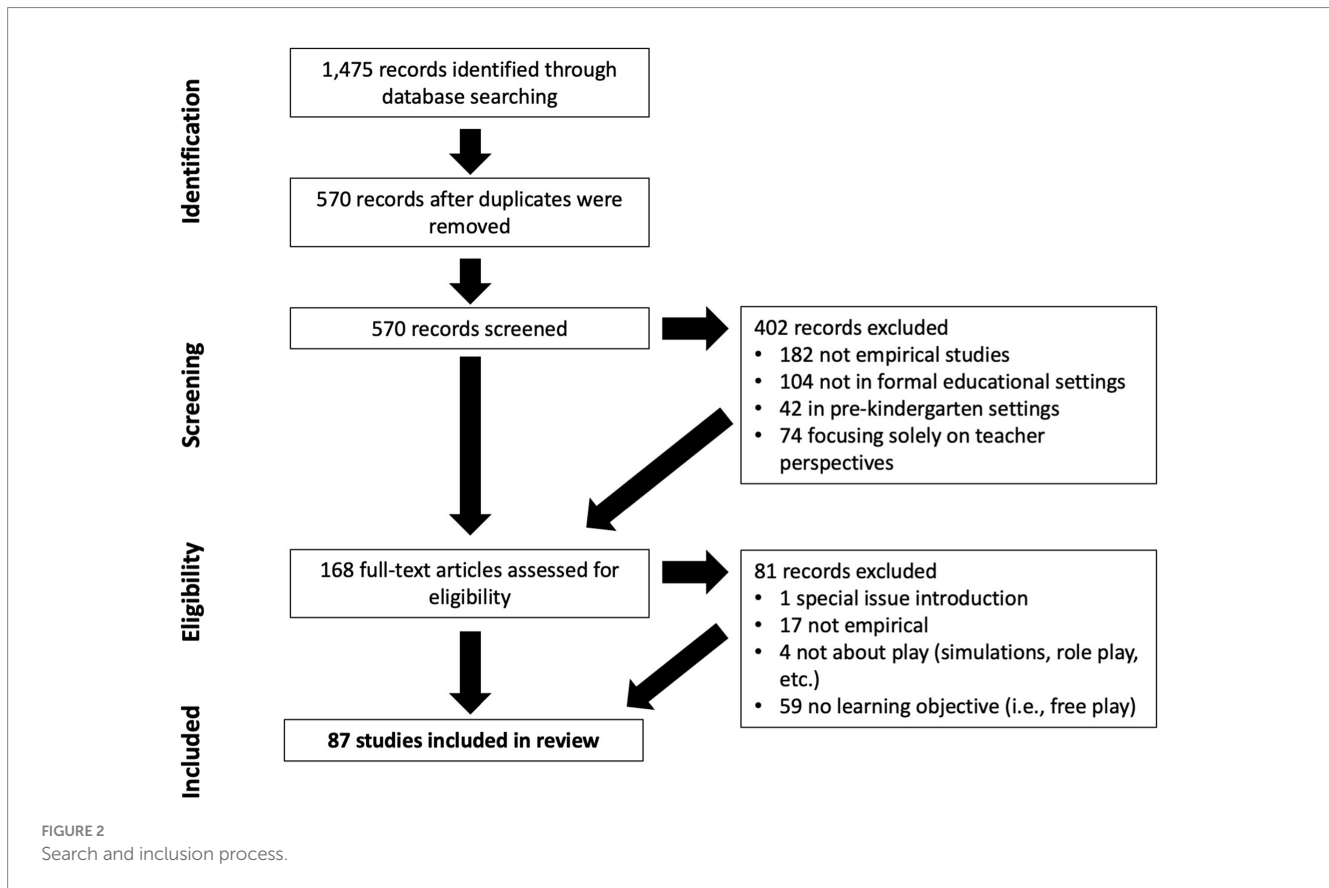 Identification
1,475 records identified through
database searching
570 records after duplicates were
removed
Screening
570 records screened
402 records excluded
• 182 not empirical studies
• 104 not in formal educational settings
• 42 in pre-kindergarten settings
• 74 focusing solely on teacher
perspectives
Eligibility
168 full-text articles assessed for
eligibility
81 records excluded
• 1 special issue introduction
• 17 not empirical
• 4 not about play (simulations, role play,
etc.)
• 59 no learning objective (i.e., free play)
Included
87 studies included in review
FIGURE 2
Search and inclusion process.